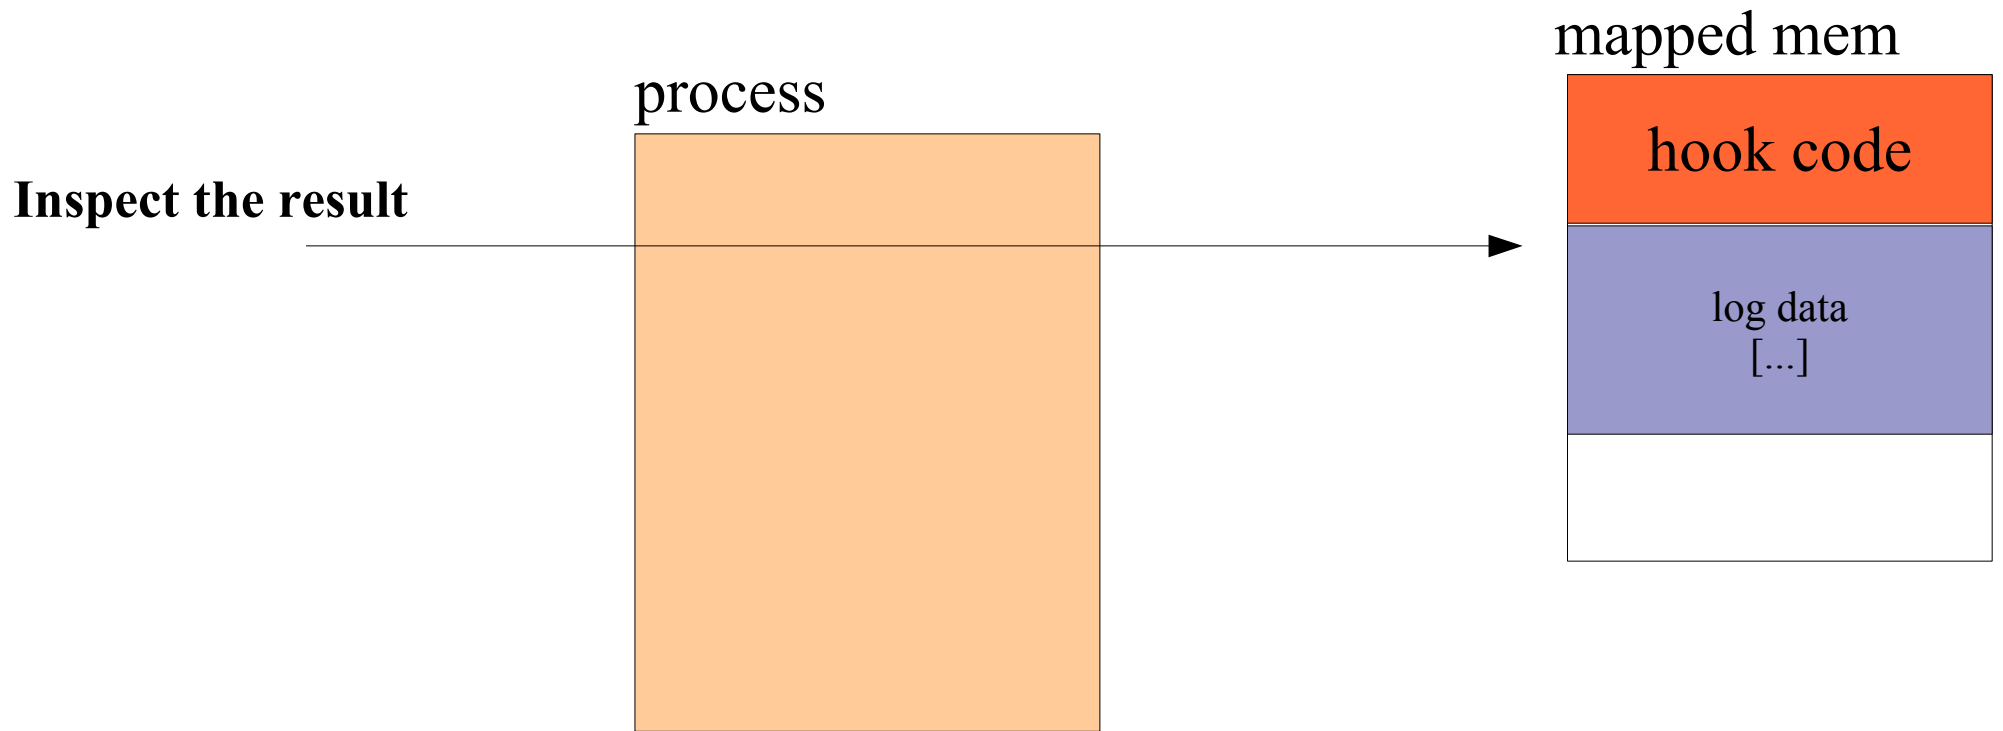 mapped mem
process
hook code
Inspect the result
log data
[...]